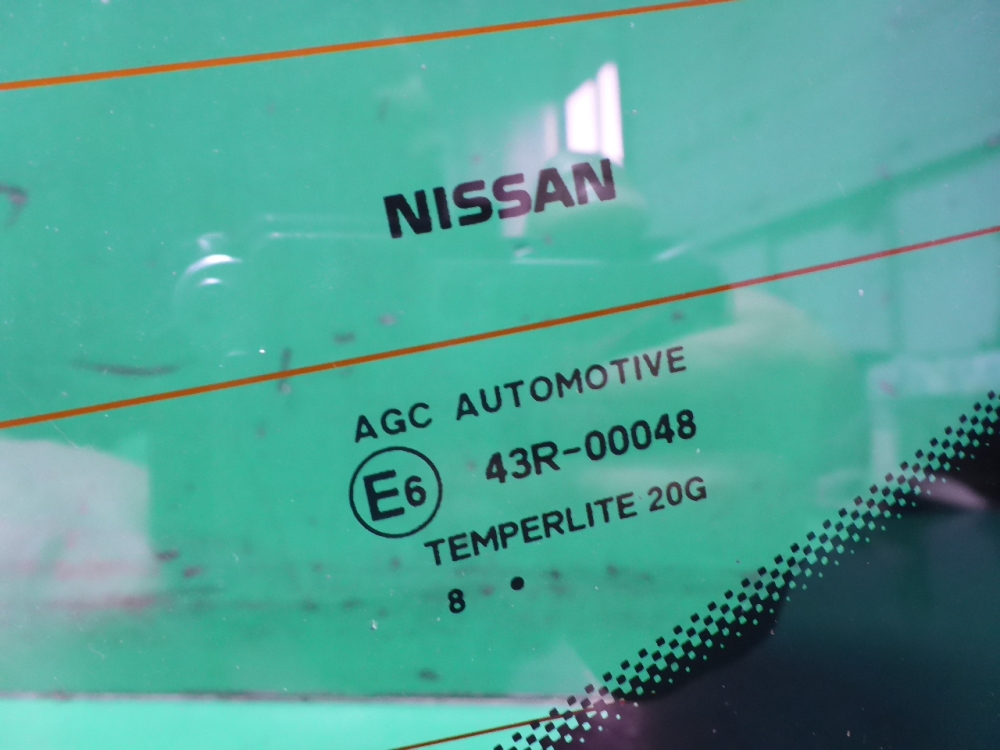 NISSAN
AGC AUTOMOTIVE
E6 43R-00048
TEMPERLITE 20G
8 •